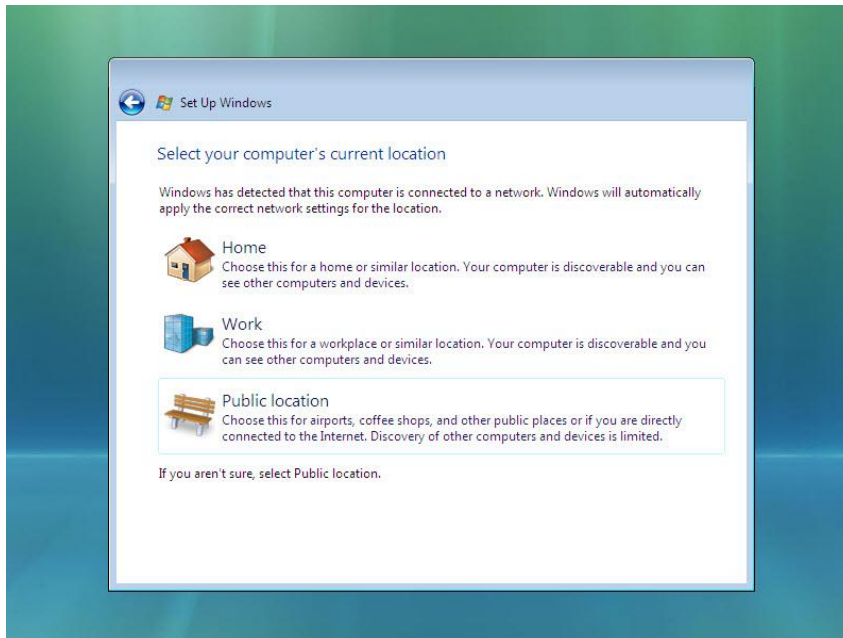 Set Up Windows
Select your computer's current location
Windows has detected that this computer is connected to a network. Windows will automatically
apply the correct network settings for the location.
Home
Choose this for a home or similar location. Your computer is discoverable and you can
see other computers and devices.
Work
Choose this for a workplace or similar location. Your computer is discoverable and you
can see other computers and devices.
Public location
Choose this for airports, coffee shops, and other public places or if you are directly
connected to the Internet. Discovery of other computers and devices is limited.
If you aren't sure, select Public location.